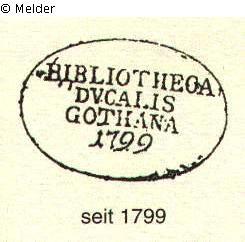 © Melder
BIBLIOTHECA
DVCALIS
GOTHANA
1799
seit 1799